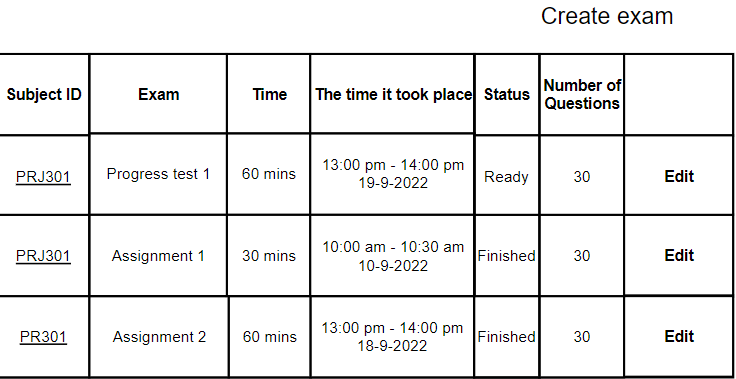 Create exam
Subject ID Exam Time The time it took place Status Number of
Questions
PRJ301 Progress test 1 60 mins 13:00 pm - 14:00 pm
19-9-2022 Ready 30 Edit
PRJ301 Assignment 1 30 mins 10:00 am - 10:30 am
10-9-2022 Finished 30 Edit
PR301 Assignment 2 60 mins 13:00 pm - 14:00 pm
18-9-2022 Finished 30 Edit